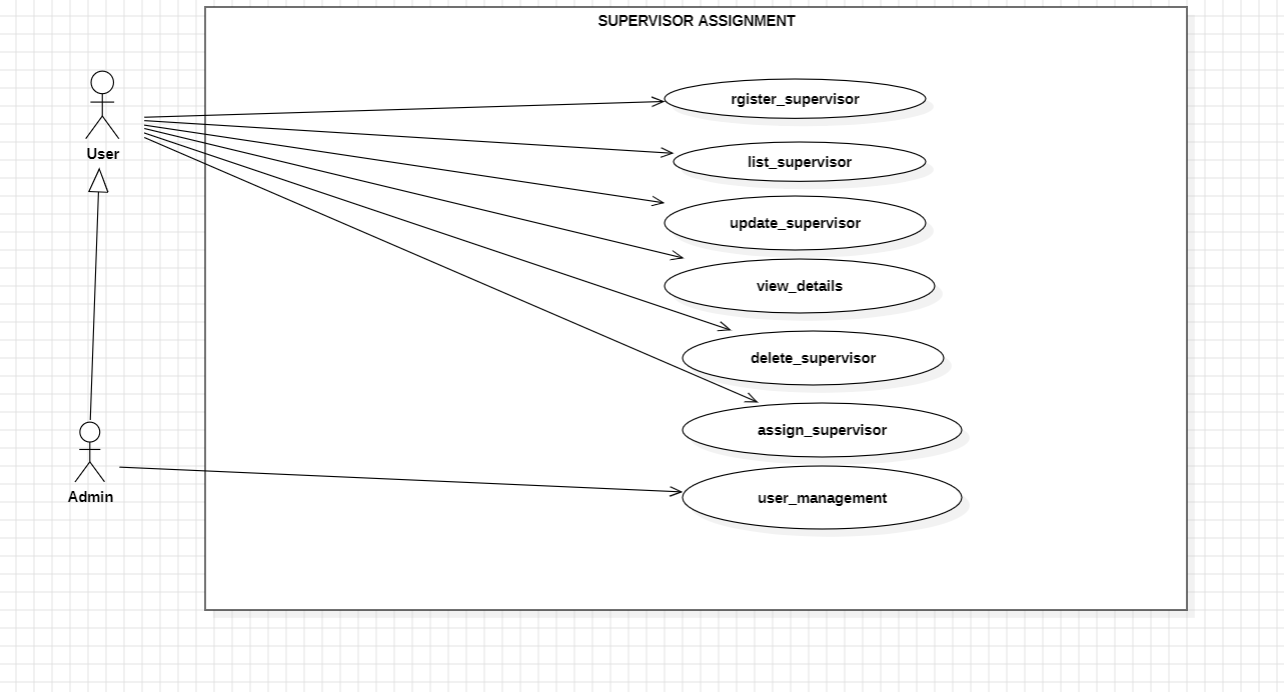 SUPERVISOR ASSIGNMENT
User
rgister_supervisor
list_supervisor
update_supervisor
view_details
delete_supervisor
assign_supervisor
Admin
user_management